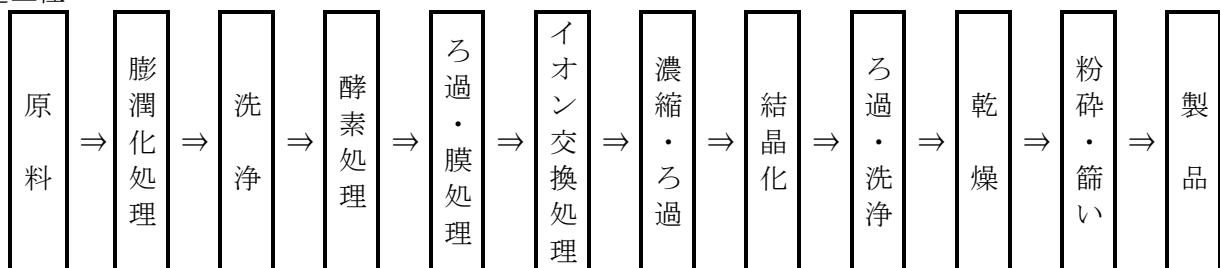 原料
⇒
膨潤化処理
⇒
洗浄
⇒
酵素処理
⇒
ろ過・膜処理
⇒
イオン交換処理
⇒
濃縮・ろ過
⇒
結晶化
⇒
ろ過・洗浄
⇒
乾燥
⇒
粉砕・篩い
⇒
製品